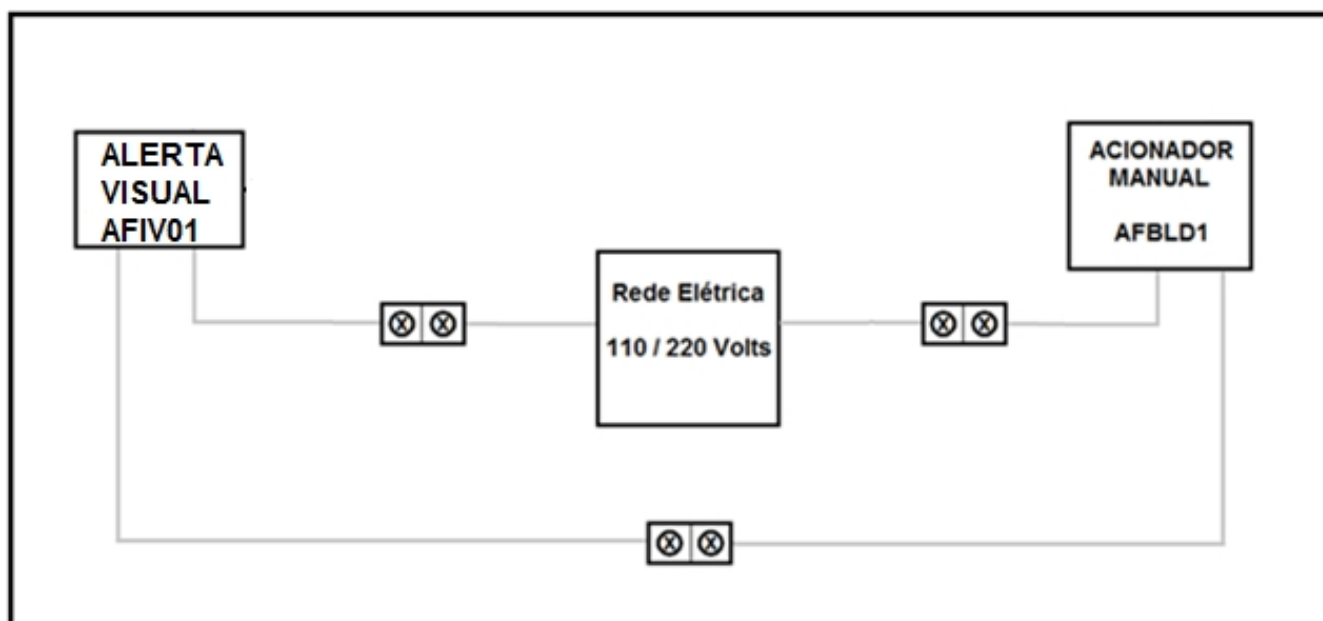 ALERTA
VISUAL
AFIV01
ACIONADOR
MANUAL
AFBLD1
Rede Elétrica
110 / 220 Volts